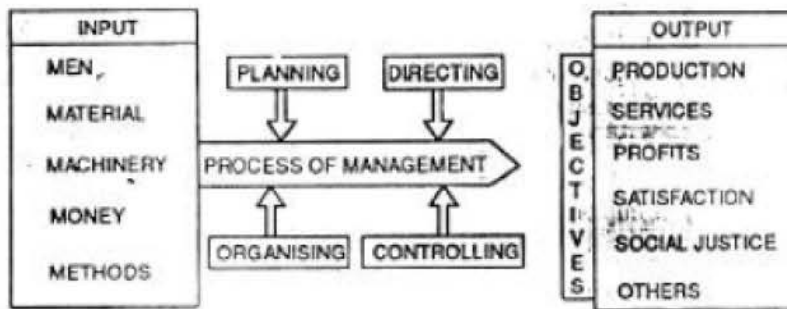 INPUT
MEN
MATERIAL
MACHINERY
MONEY
METHODS
PLANNING
DIRECTING
PROCESS OF MANAGEMENT
ORGANISING
CONTROLLING
OBJECTIVES
OUTPUT
PRODUCTION
SERVICES
PROFITS
SATISFACTION
SOCIAL JUSTICE
OTHERS